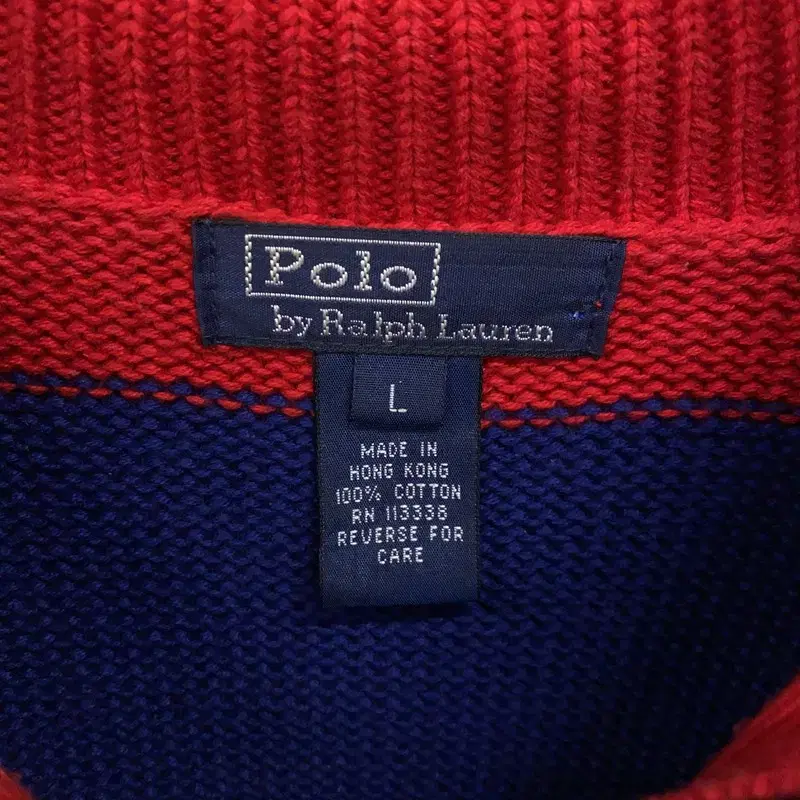 Polo
by Ralph Lauren
L
MADE IN
HONG KONG
100% COTTON
RN 113338
REVERSE FOR
CARE